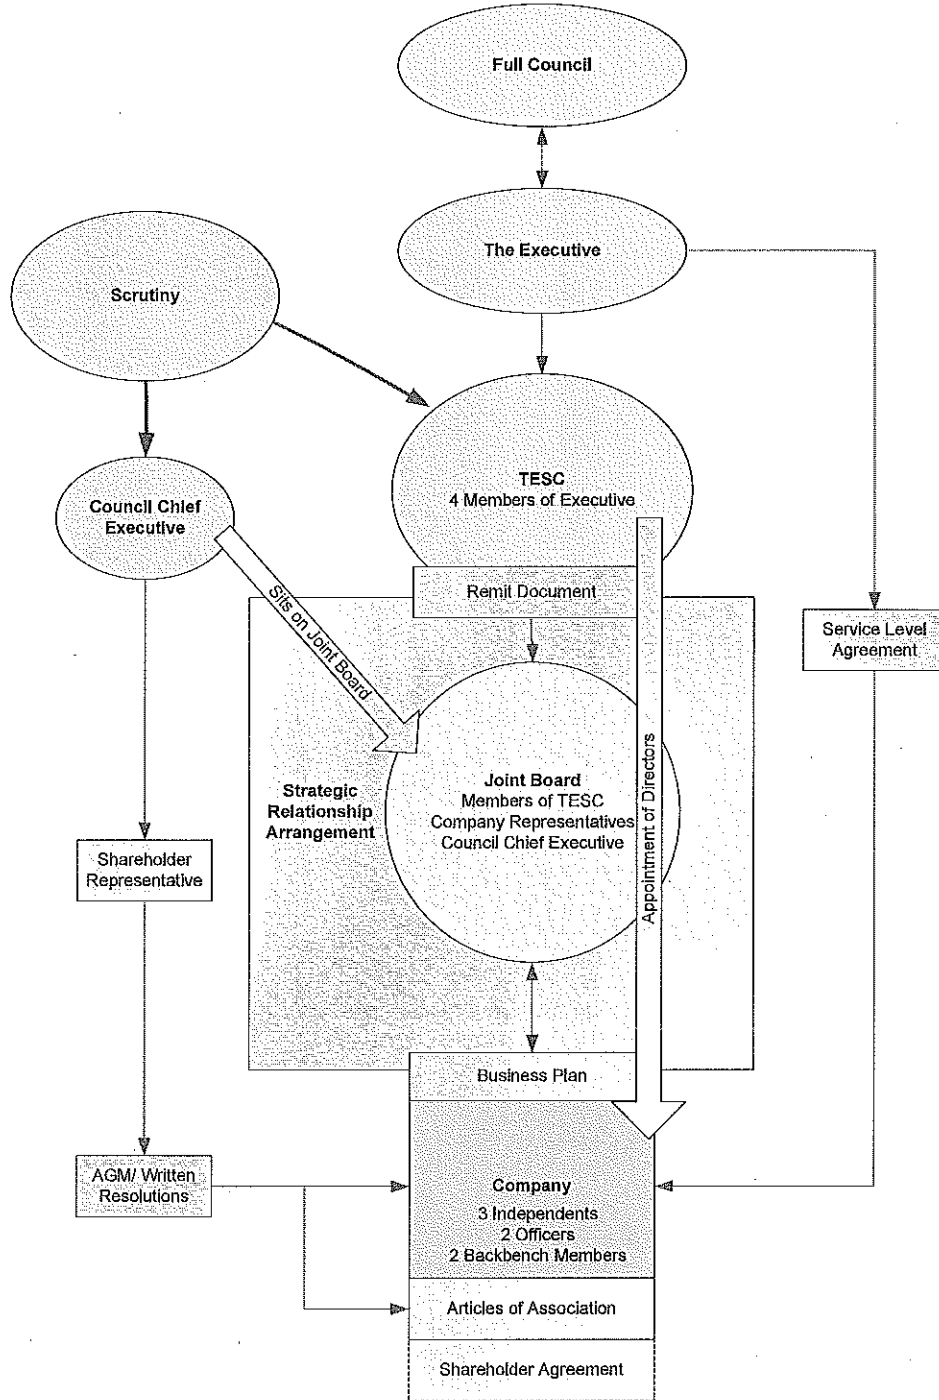 Full Council
The Executive
Scrutiny
TESC
4 Members of Executive
Council Chief
Executive
Remit Document
Sits on Joint Board
Service Level
Agreement
Appointment of Directors
Joint Board
Members of TESC
Company Representatives
Council Chief Executive
Strategic
Relationship
Arrangement
Shareholder
Representative
Business Plan
AGM/ Written
Resolutions
Company
3 Independents
2 Officers
2 Backbench Members
Articles of Association
Shareholder Agreement